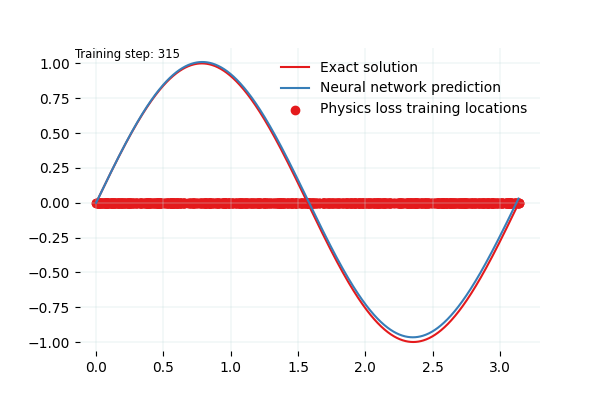 Training step: 315
Exact solution
Neural network prediction
Physics loss training locations
1.00
0.75
0.50
0.25
0.00
−0.25
−0.50
−0.75
−1.00
0.0 0.5 1.0 1.5 2.0 2.5 3.0